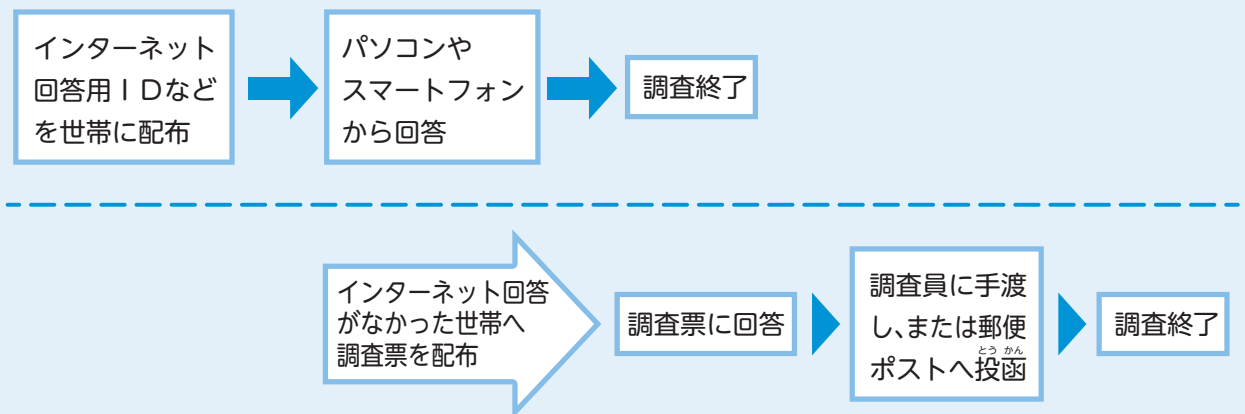 インターネット
回答用ＩＤなど
を世帯に配布
パソコンや
スマートフォン
から回答
調査終了
インターネット回答
がなかった世帯へ
調査票を配布
調査票に回答
調査員に手渡
し、または郵便
とう かん
ポストへ投函
調査終了